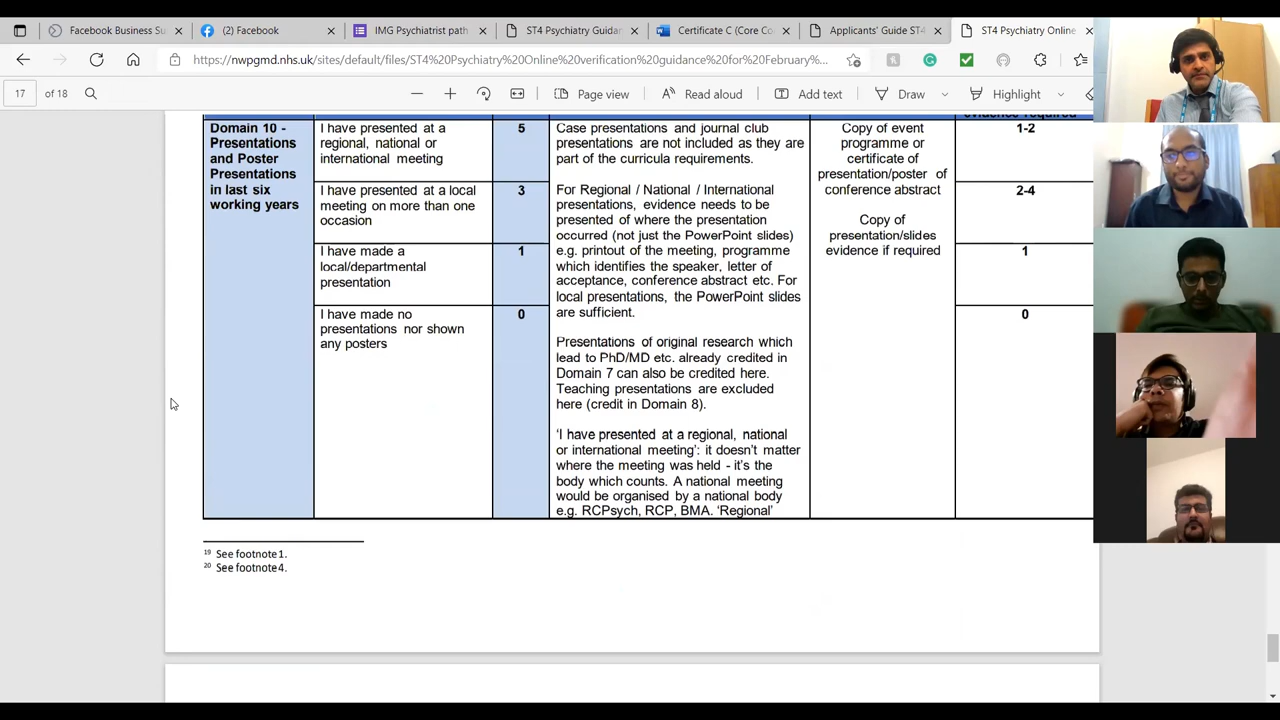 Facebook Business Su
(2) Facebook
IMG Psychiatrist path
ST4 Psychiatry Guidan
Certificate C (Core Co
Applicants' Guide ST4
ST4 Psychiatry Online
https://nwpgmd.nhs.uk/sites/default/files/ST4%20Psychiatry%20Online%20verification%20guidance%20for%20February%...
17 of 18
Page view
Read aloud
Add text
Draw
Highlight
Domain 10 -
Presentations
and Poster
Presentations
in last six
working years
I have presented at a
regional, national or
international meeting
5
I have presented at a local
meeting on more than one
occasion
3
I have made a
local/departmental
presentation
1
I have made no
presentations nor shown
any posters
0
Case presentations and journal club
presentations are not included as they are
part of the curricula requirements.
For Regional / National / International
presentations, evidence needs to be
presented of where the presentation
occurred (not just the PowerPoint slides)
e.g. printout of the meeting, programme
which identifies the speaker, letter of
acceptance, conference abstract etc. For
local presentations, the PowerPoint slides
are sufficient.
Presentations of original research which
lead to PhD/MD etc. already credited in
Domain 7 can also be credited here.
Teaching presentations are excluded
here (credit in Domain 8).
‘I have presented at a regional, national
or international meeting’: it doesn’t matter
where the meeting was held - it’s the
body which counts. A national meeting
would be organised by a national body
e.g. RCPsych, RCP, BMA. ‘Regional’
Copy of event
programme or
certificate of
presentation/poster of
conference abstract
Copy of
presentation/slides
evidence if required
evidence required
1-2
2-4
1
0
19 See footnote 1.
20 See footnote 4.